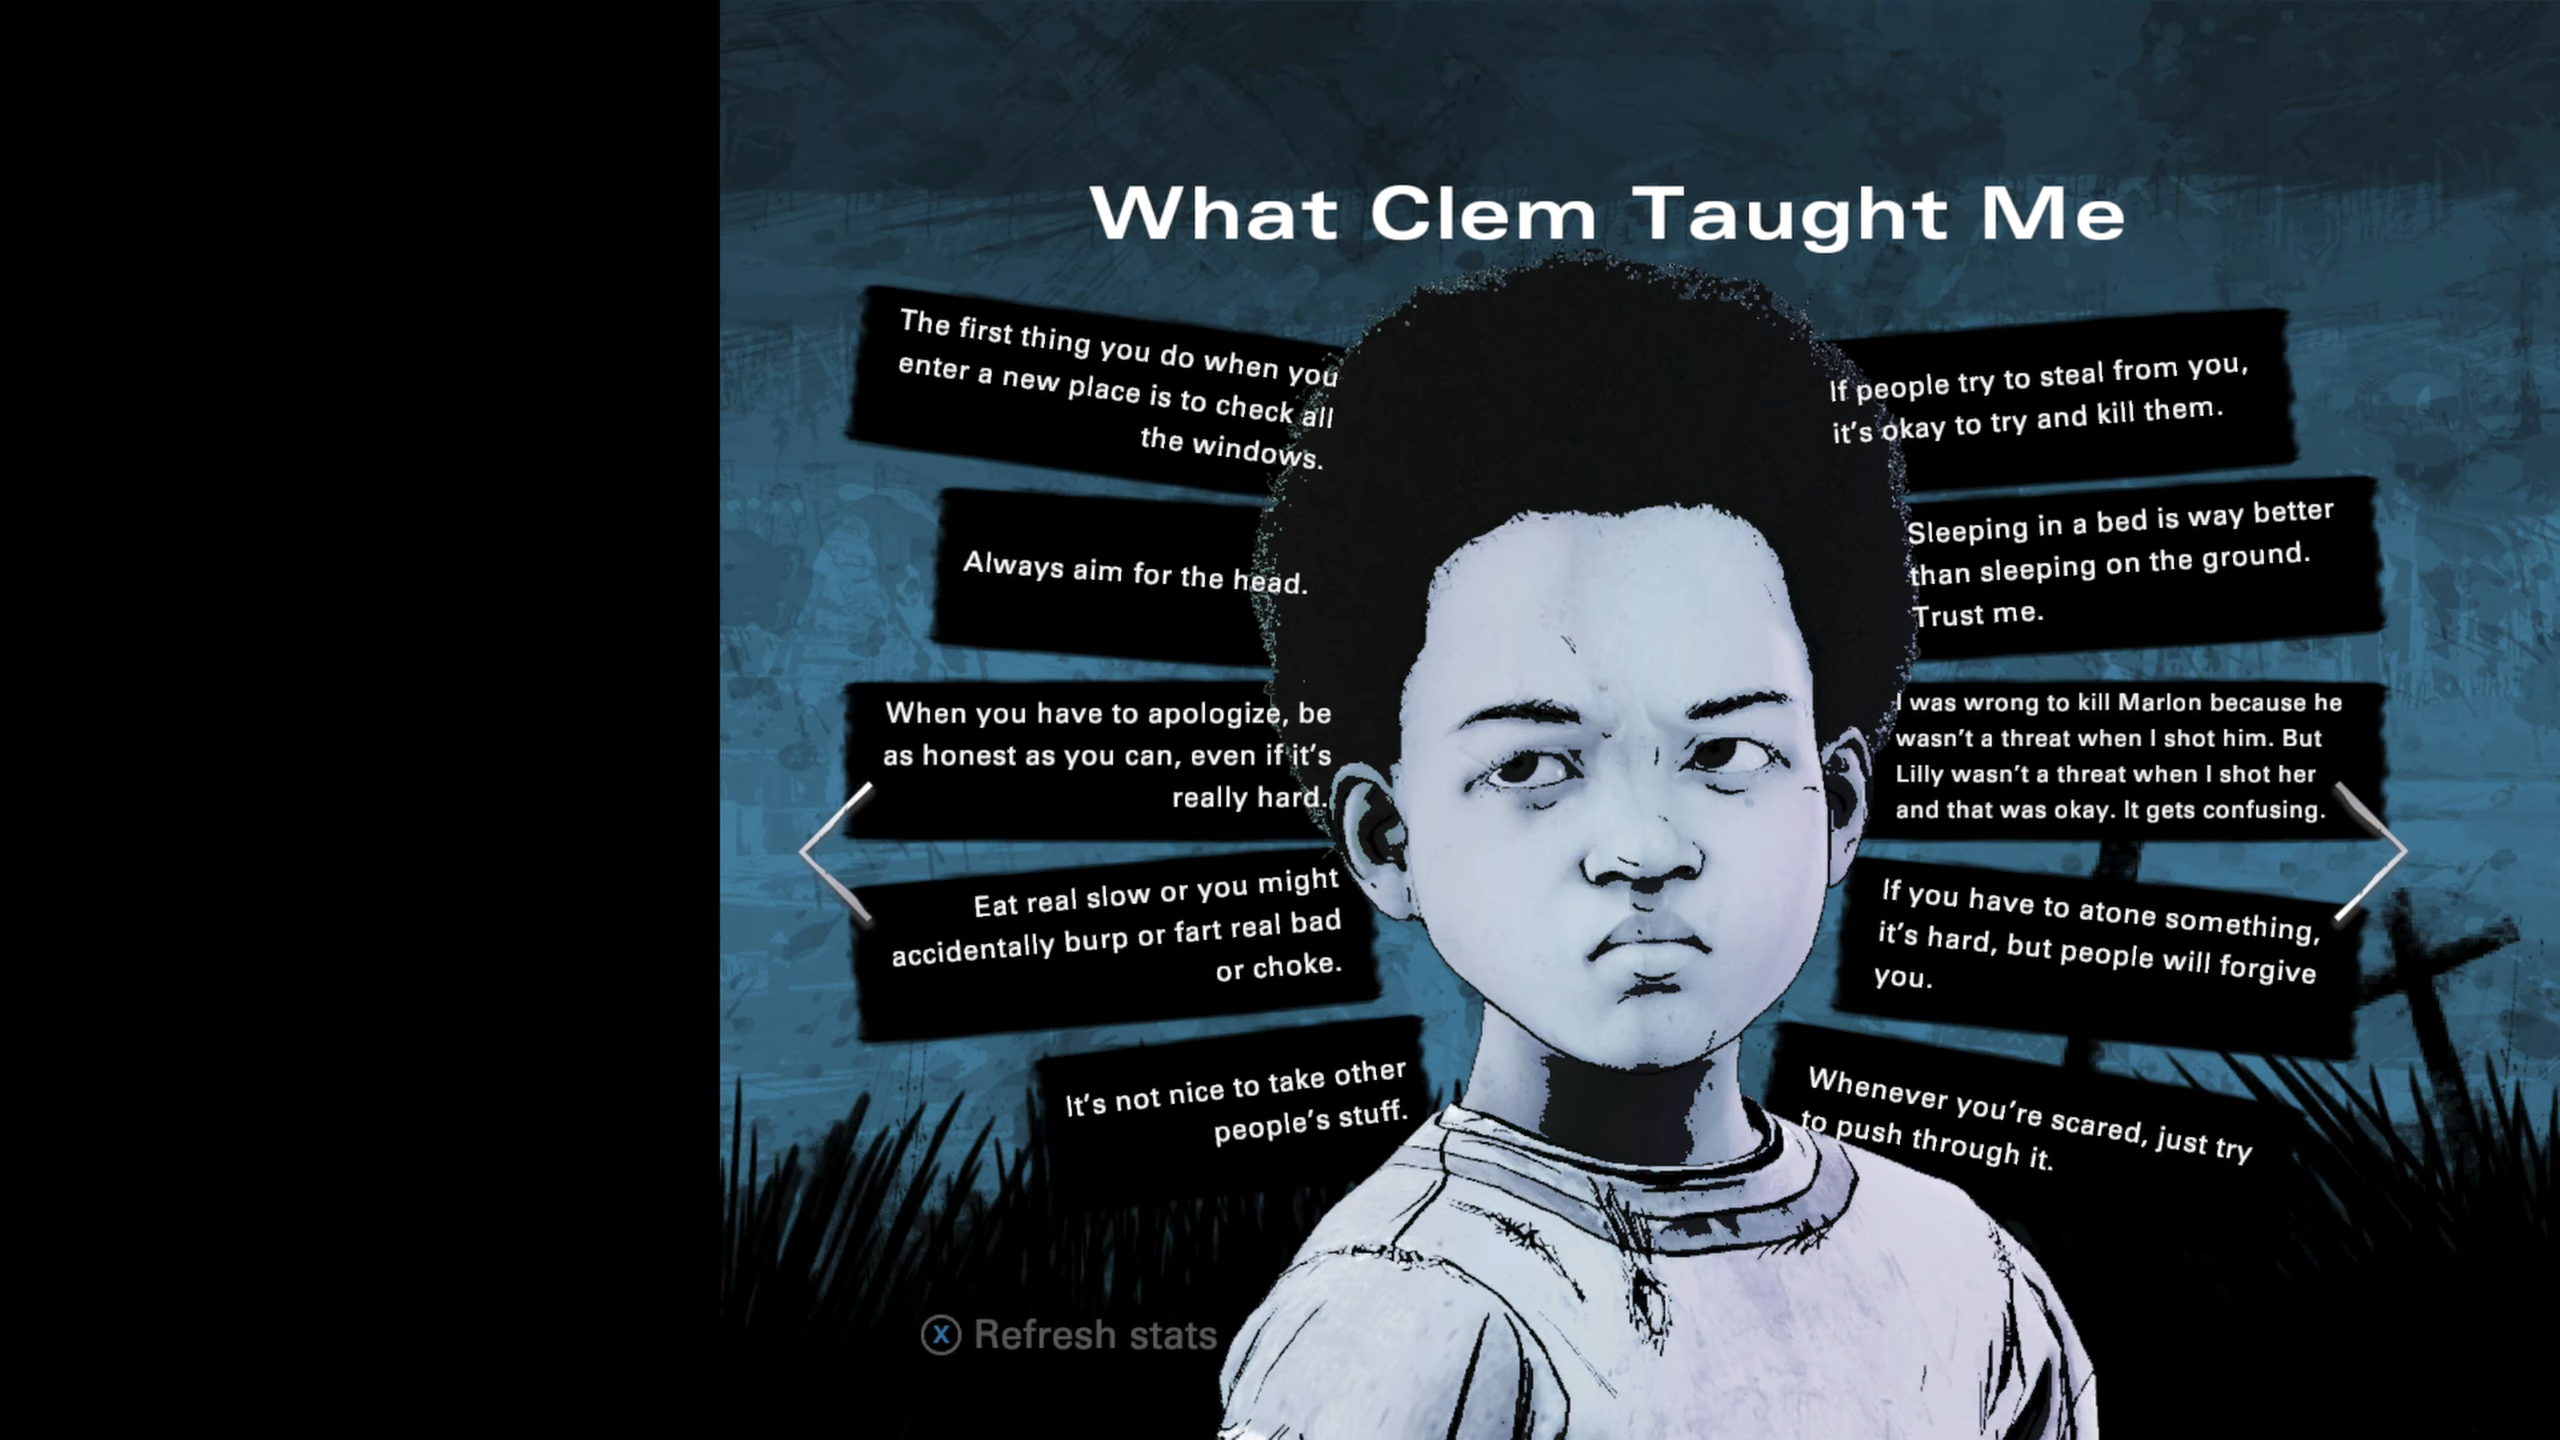 What Clem Taught Me
The first thing you do when you
enter a new place is to check all
the windows.
Always aim for the head.
When you have to apologize, be
as honest as you can, even if it's
really hard.
Eat real slow or you might
accidentally burp or fart real bad
or choke.
It's not nice to take other
people's stuff.
If people try to steal from you,
it's okay to try and kill them.
Sleeping in a bed is way better
than sleeping on the ground.
Trust me.
I was wrong to kill Marlon because he
wasn't a threat when I shot him. But
Lilly wasn't a threat when I shot her
and that was okay. It gets confusing.
If you have to atone something,
it's hard, but people will forgive
you.
Whenever you're scared, just try
to push through it.
X Refresh stats